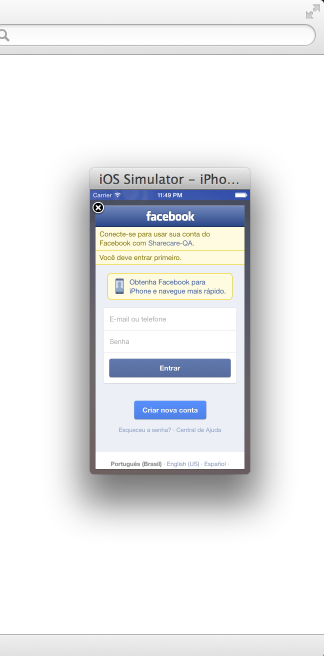 iOS Simulator – iPho...
Carrier 11:49 PM
facebook
Conecte-se para usar sua conta do
Facebook com Sharecare-QA.
Você deve entrar primeiro.
Obtenha Facebook para
iPhone e navegue mais rápido.
E-mail ou telefone
Senha
Entrar
Criar nova conta
Esqueceu a senha? · Central de Ajuda
Português (Brasil) · English (US) · Español ·